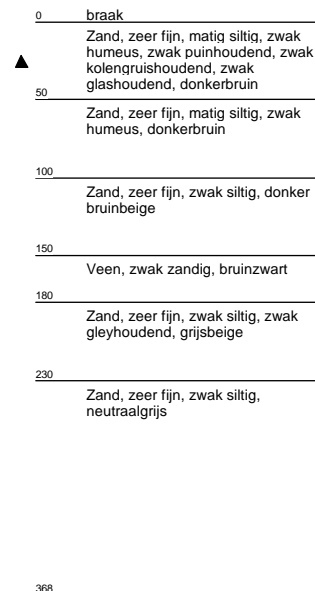 0 braak
Zand, zeer fijn, matig siltig, zwak
humeus, zwak puinhoudend, zwak
kolengruishoudend, zwak
glashoudend, donkerbruin
50
Zand, zeer fijn, matig siltig, zwak
humeus, donkerbruin
100
Zand, zeer fijn, zwak siltig, donker
bruinbeige
150
Veen, zwak zandig, bruinzwart
180
Zand, zeer fijn, zwak siltig, zwak
gleyhoudend, grijsbeige
230
Zand, zeer fijn, zwak siltig,
neutraalgrijs
368